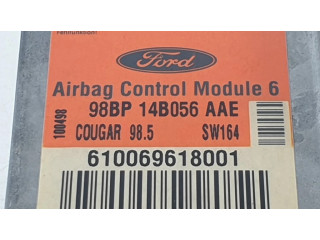 Ford
Airbag Control Module 6
98BP 14B056 AAE
100498
COUGAR 98.5 SW164
610069618001